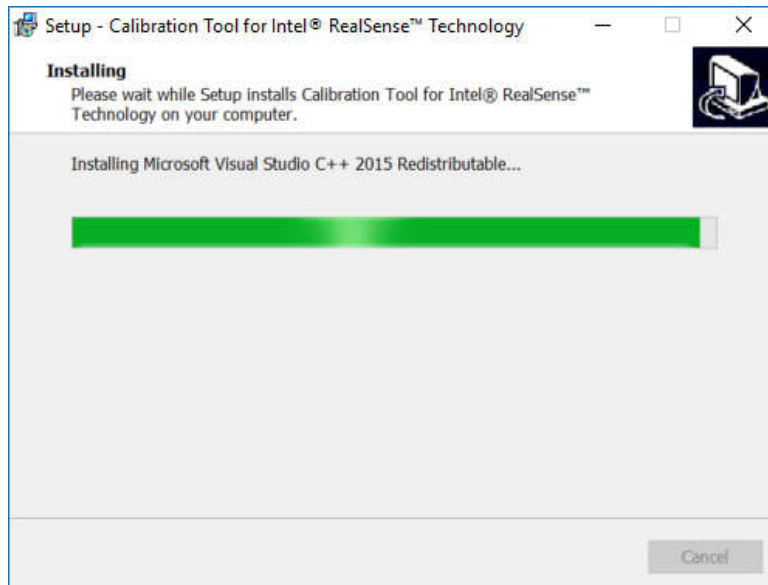 Setup - Calibration Tool for Intel® RealSense™ Technology
Installing
Please wait while Setup installs Calibration Tool for Intel® RealSense™
Technology on your computer.
Installing Microsoft Visual Studio C++ 2015 Redistributable...
Cancel